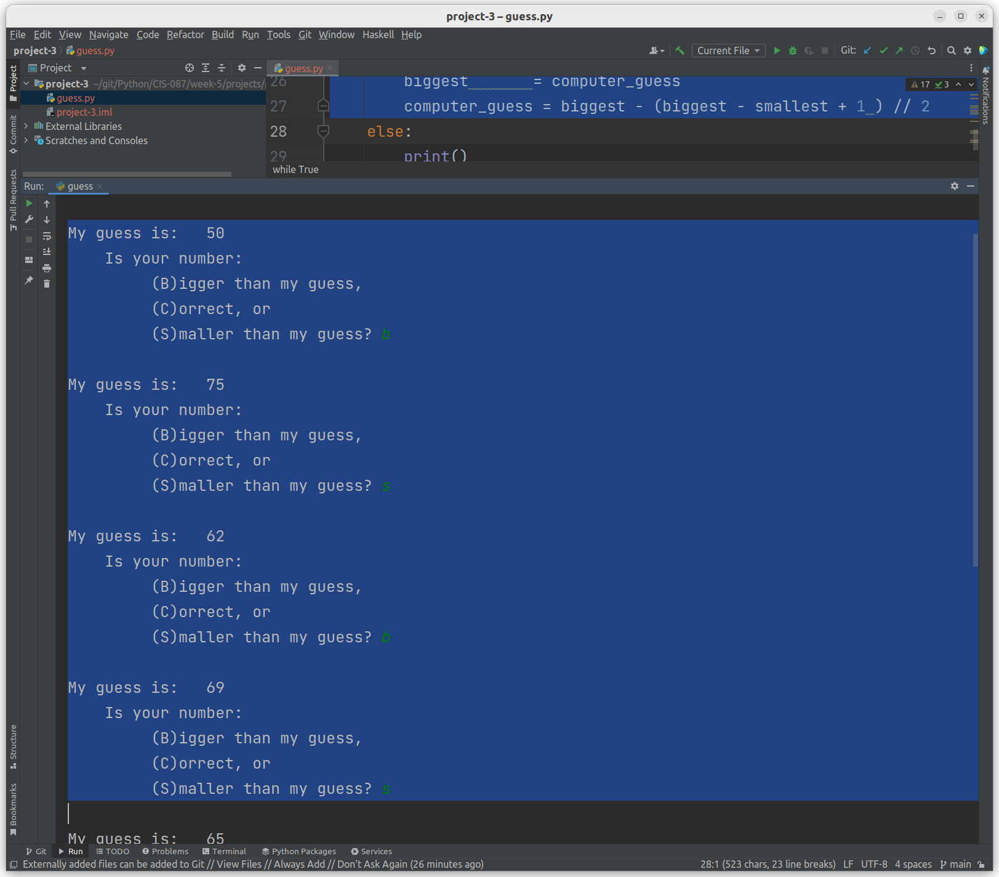 project-3 – guess.py
File Edit View Navigate Code Refactor Build Run Tools Git Window Haskell Help
project-3 guess.py
Current File
Git:
Project
guess.py
project-3 ~/git/Python/CIS-087/week-5/projects/
guess.py
project-3.iml
External Libraries
Scratches and Consoles
26 biggest = computer_guess
17 3
27 computer_guess = biggest - (biggest - smallest + 1 ) // 2
28 else:
29 print()
while True
Project
Commit
Pull Requests
Structure
Bookmarks
Notifications
Run: guess
My guess is: 50
Is your number:
(B)igger than my guess,
(C)orrect, or
(S)maller than my guess? b
My guess is: 75
Is your number:
(B)igger than my guess,
(C)orrect, or
(S)maller than my guess? s
My guess is: 62
Is your number:
(B)igger than my guess,
(C)orrect, or
(S)maller than my guess? b
My guess is: 69
Is your number:
(B)igger than my guess,
(C)orrect, or
(S)maller than my guess? s
My guess is: 65
Git Run TODO Problems Terminal Python Packages Services
Externally added files can be added to Git // View Files // Always Add // Don't Ask Again (26 minutes ago)
28:1 (523 chars, 23 line breaks) LF UTF-8 4 spaces main